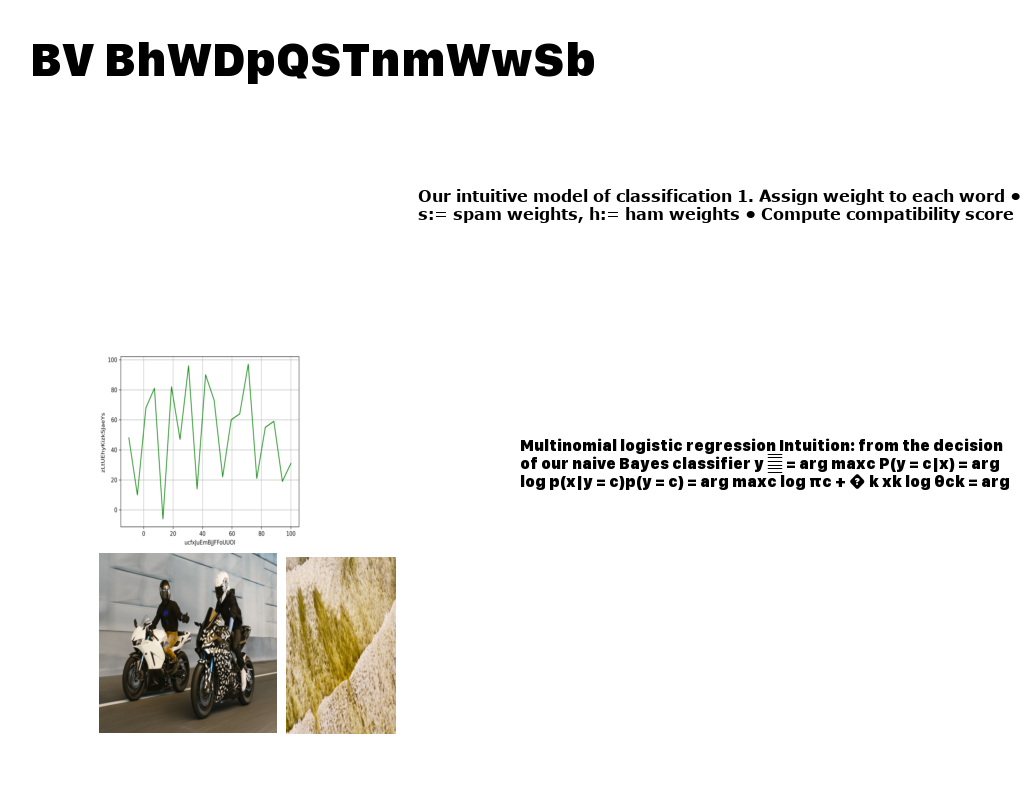 BV BhWDpQSTnmWwSb
Our intuitive model of classification 1. Assign weight to each word •
s:= spam weights, h:= ham weights • Compute compatibility score
100
80
60
40
20
0
0 20 40 60 80 100
Multinomial logistic regression Intuition: from the decision
of our naive Bayes classifier y = arg maxc P(y = c|x) = arg
log p(x|y = c)p(y = c) = arg maxc log πc + � k xk log θck = arg